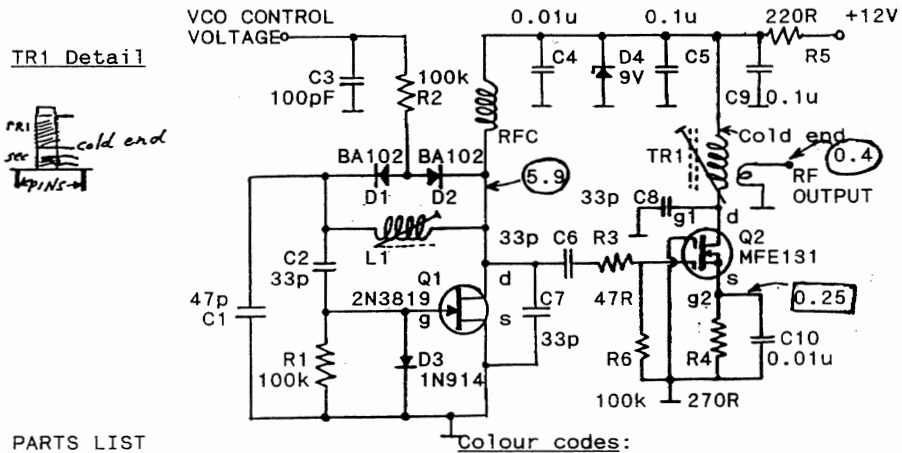 VCO CONTROL
VOLTAGE
0.01u
0.1u
220R
+12V
TR1 Detail
PRI
cold end
SEC
PINS
C3
100pF
100k
R2
C4
D4
9V
C5
R5
C9
0.1u
RFC
Cold end
TR1
0.4
RF
OUTPUT
BA102
BA102
D1
D2
5.9
33p
C8
g1
d
Q2
MFE131
L1
C2
33p
33p
C6
R3
47R
s
g2
0.25
47p
C1
Q1
2N3819
g
d
s
C7
33p
R1
100k
D3
1N914
R6
100k
R4
270R
C10
0.01u
PARTS LIST
Colour codes: